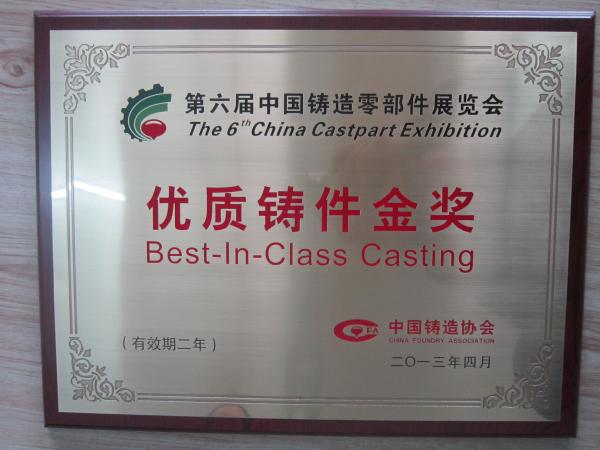 第六届中国铸造零部件展览会
The 6th China Castpart Exhibition
优质铸件金奖
Best-In-Class Casting
CFA 中国铸造协会
CHINA FOUNDRY ASSOCIATION
（有效期二年）
二〇一三年四月